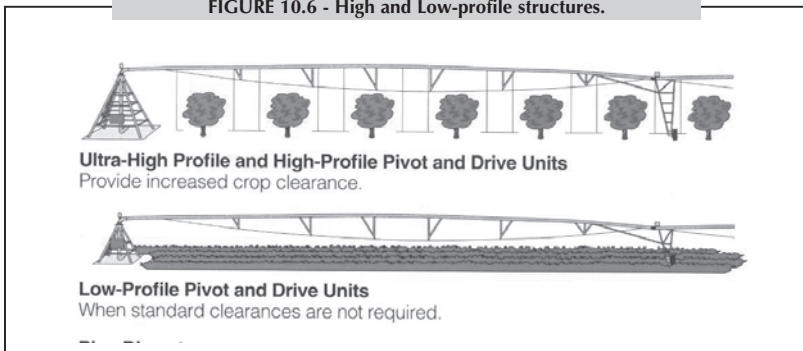 FIGURE 10.6 - High and Low-profile structures.
Ultra-High Profile and High-Profile Pivot and Drive Units
Provide increased crop clearance.
Low-Profile Pivot and Drive Units
When standard clearances are not required.